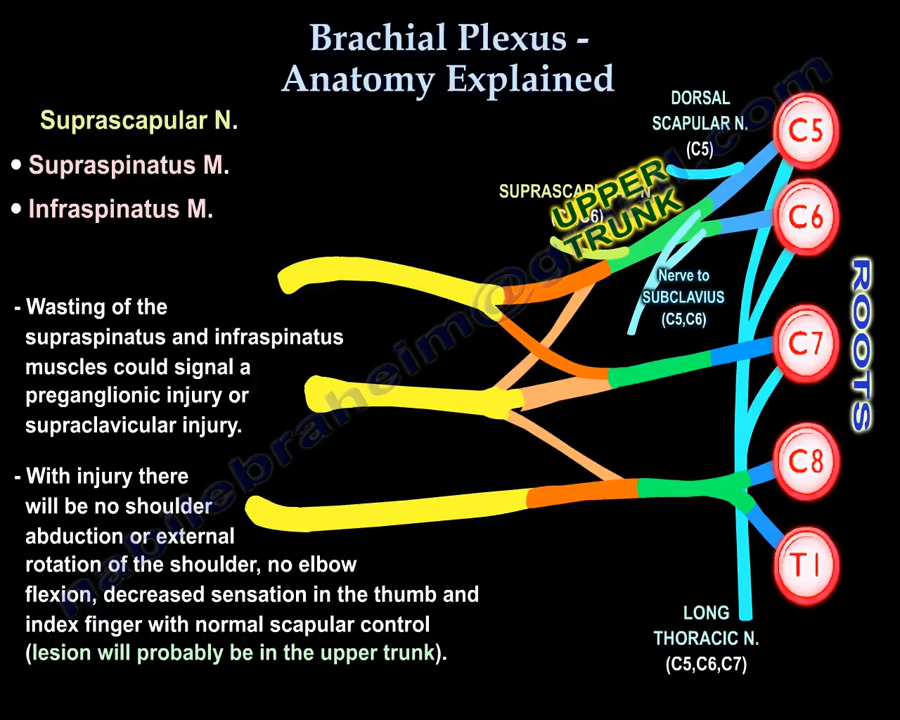 Brachial Plexus -
Anatomy Explained
Suprascapular N.
• Supraspinatus M.
• Infraspinatus M.
- Wasting of the
supraspinatus and infraspinatus
muscles could signal a
preganglionic injury or
supraclavicular injury.
- With injury there
will be no shoulder
abduction or external
rotation of the shoulder, no elbow
flexion, decreased sensation in the thumb and
index finger with normal scapular control
(lesion will probably be in the upper trunk).
DORSAL
SCAPULAR N.
(C5)
UPPER
TRUNK
Nerve to
SUBCLAVIUS
(C5,C6)
C5
C6
C7
C8
T1
ROOTS
LONG
THORACIC N.
(C5,C6,C7)